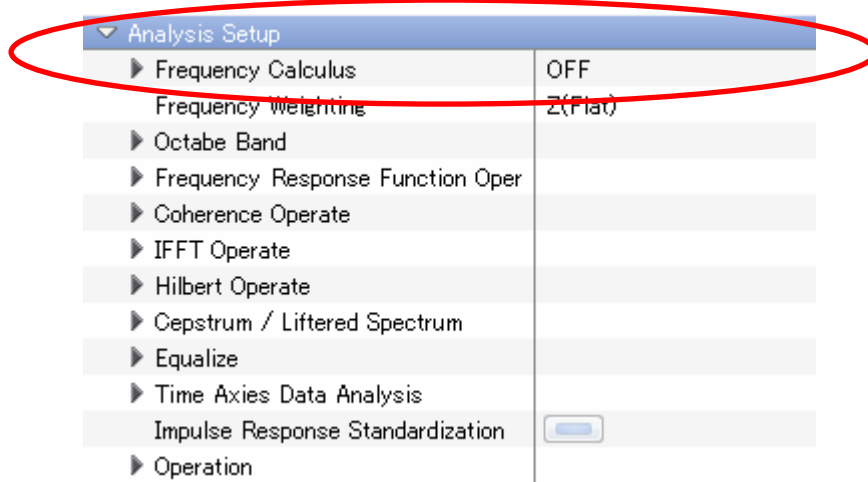 Analysis Setup
Frequency Calculus OFF
Frequency Weighting Z(Flat)
Octabe Band
Frequency Response Function Oper
Coherence Operate
IFFT Operate
Hilbert Operate
Cepstrum / Liftered Spectrum
Equalize
Time Axies Data Analysis
Impulse Response Standardization
Operation